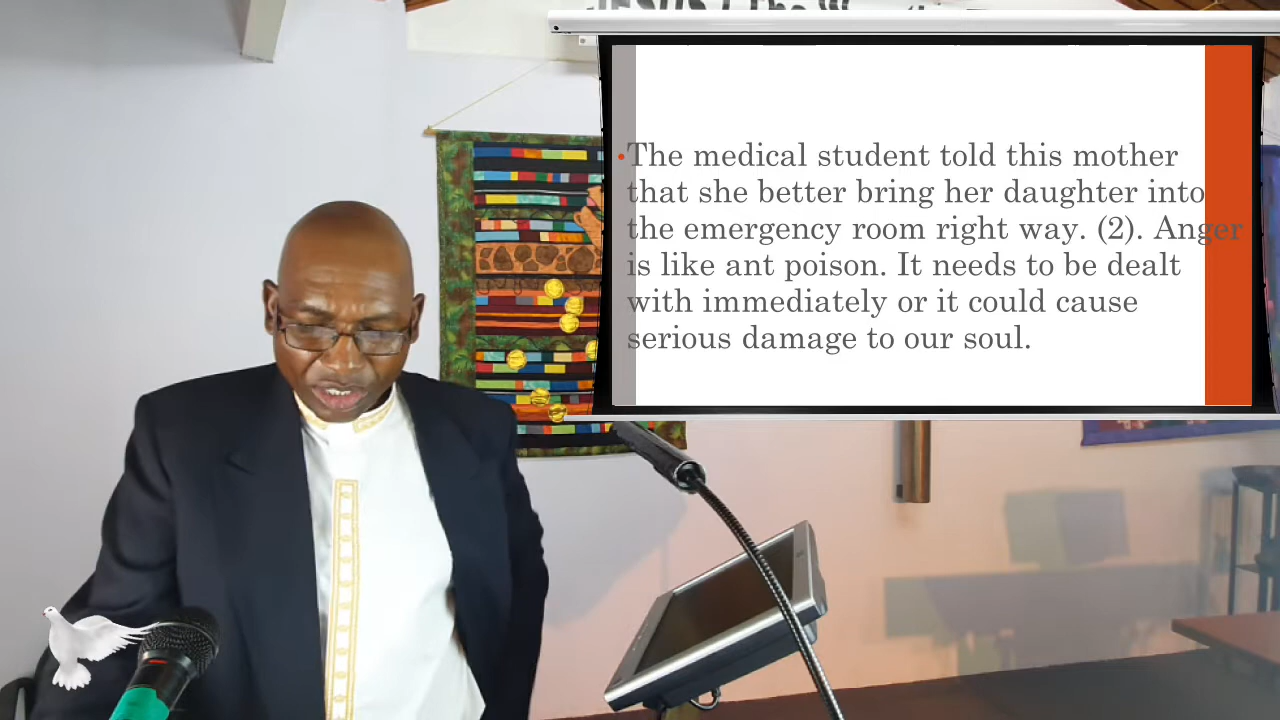 JESUS
•The medical student told this mother
that she better bring her daughter into
the emergency room right way. (2). Anger
is like ant poison. It needs to be dealt
with immediately or it could cause
serious damage to our soul.